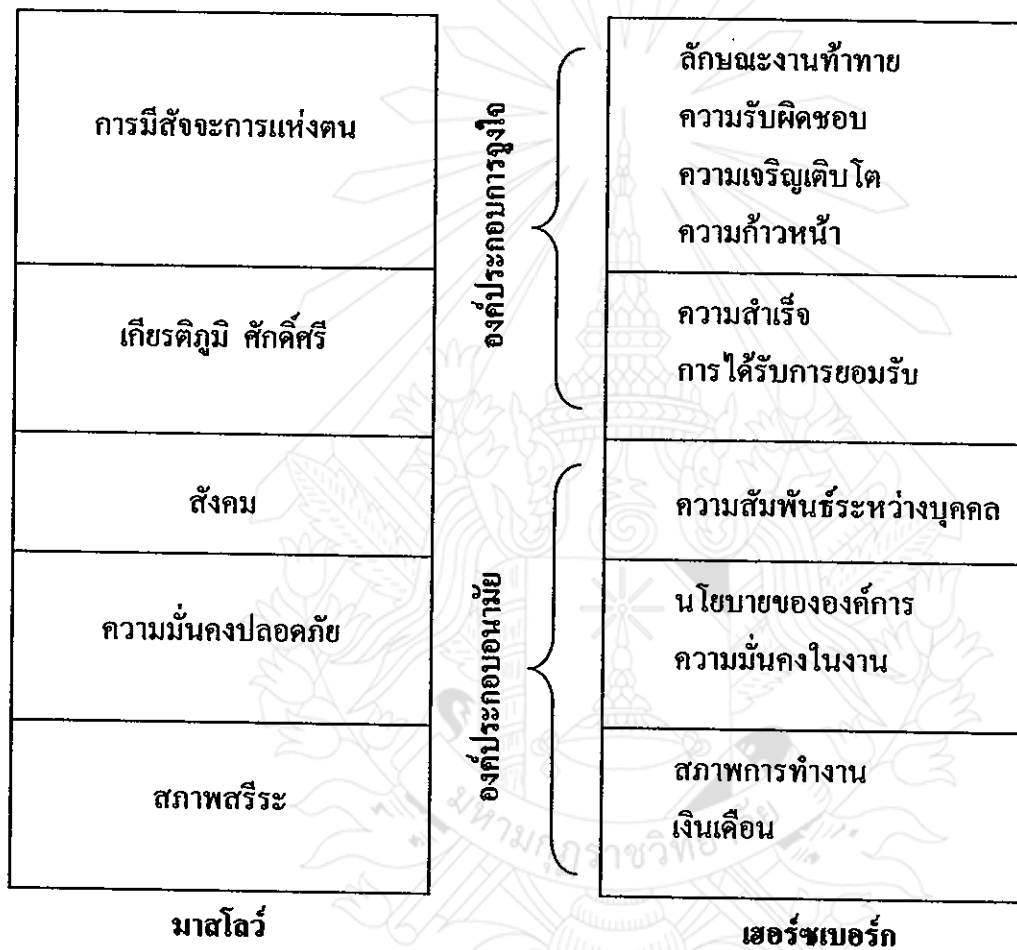 การมีสัจจะการแห่งตน
เกียรติภูมิ ศักดิ์ศรี
สังคม
ความมั่นคงปลอดภัย
สภาพสรีระ
มาสโลว์
องค์ประกอบการจูงใจ
องค์ประกอบอนามัย
ลักษณะงานท้าทาย
ความรับผิดชอบ
ความเจริญเติบโต
ความก้าวหน้า
ความสำเร็จ
การได้รับการยอมรับ
ความสัมพันธ์ระหว่างบุคคล
นโยบายขององค์การ
ความมั่นคงในงาน
สภาพการทำงาน
เงินเดือน
เฮอร์ซเบอร์ก